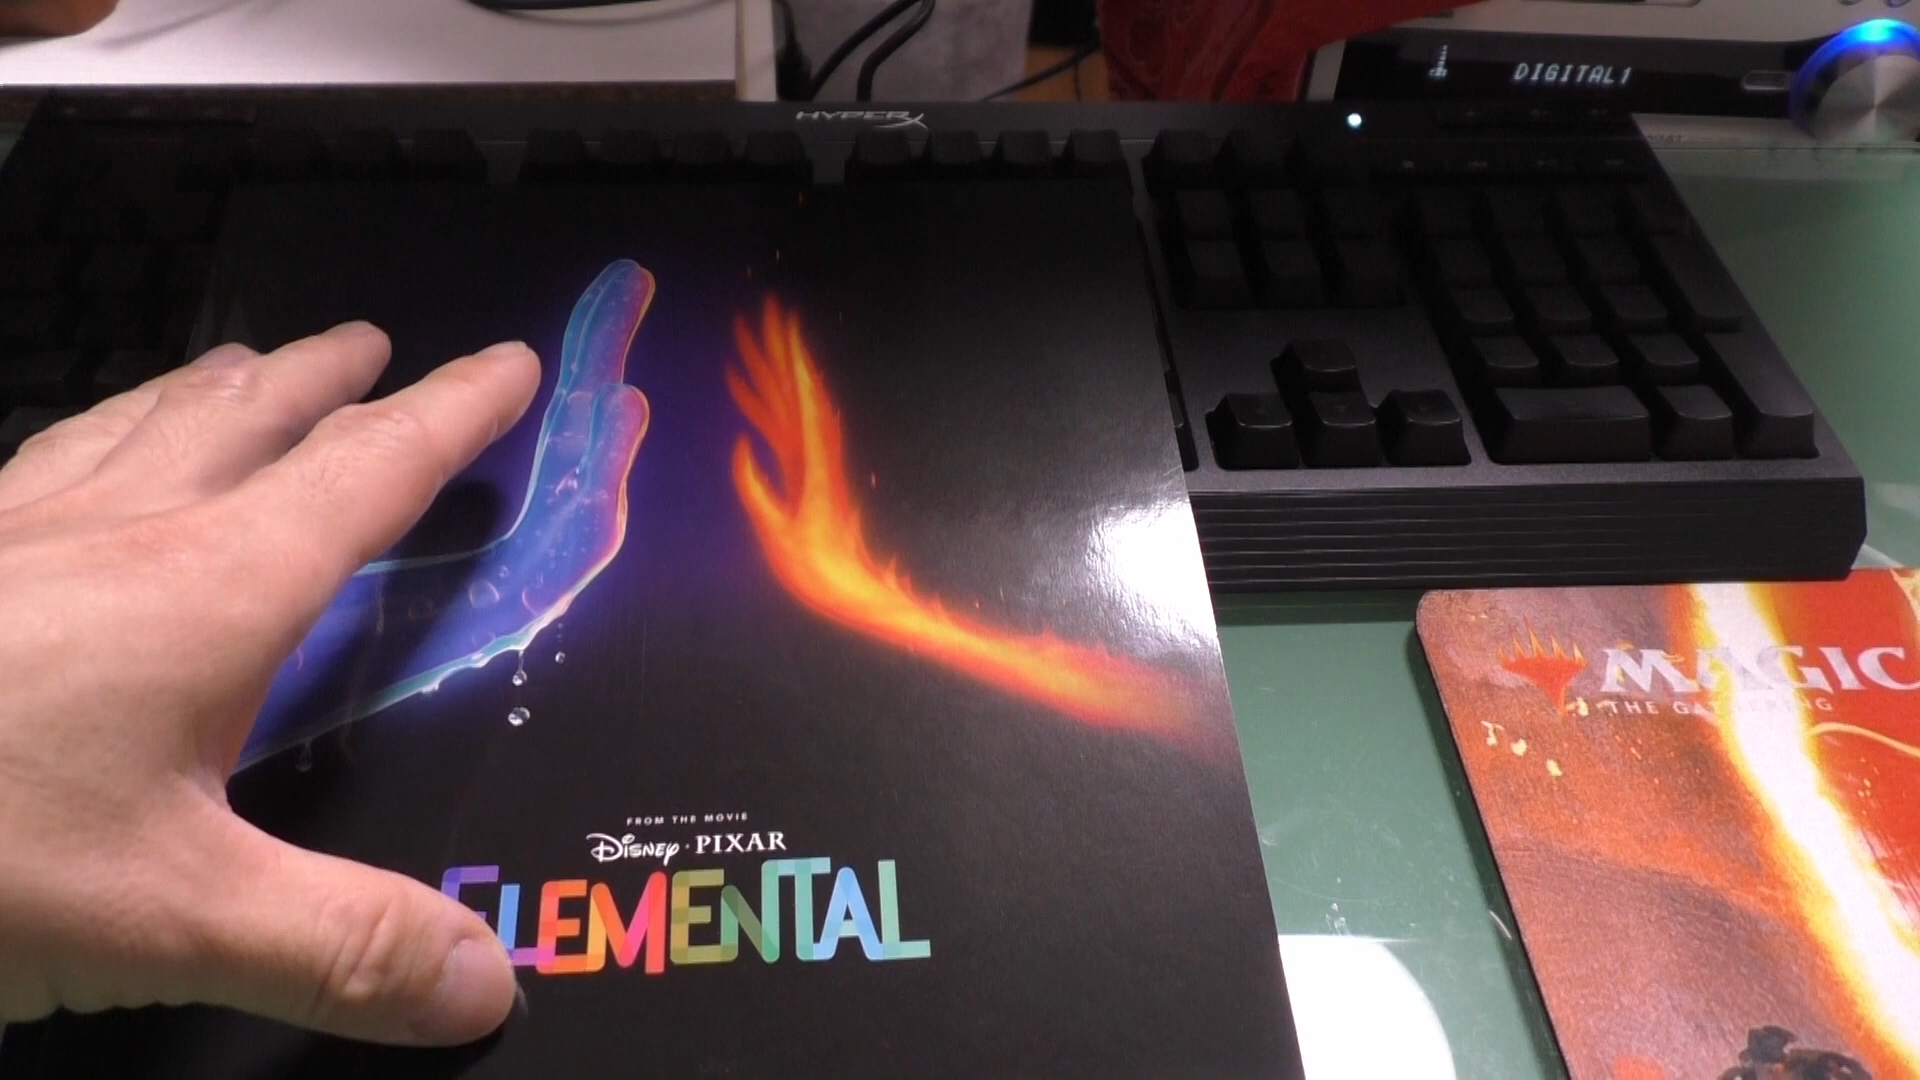 DIGITAL1
HYPERX
FROM THE MOVIE
DISNEY · PIXAR
ELEMENTAL
MAGIC
THE GATHERING